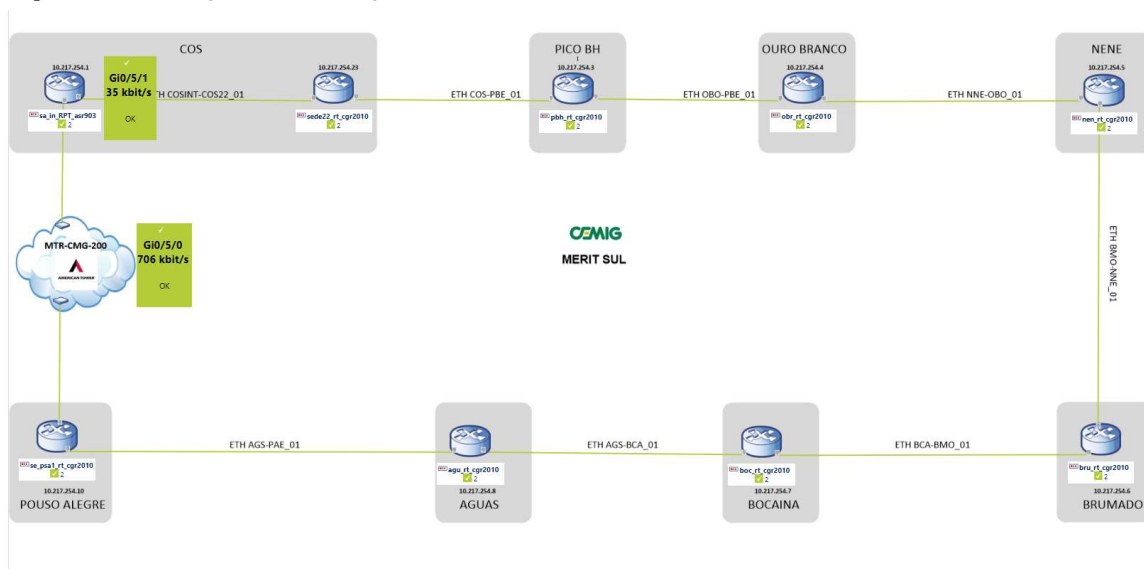 COS
10.217.254.1
Gi0/5/1
35 kbit/s
OK
TH COSINT-COS22_01
sa_in_RPT_asr903
2
10.217.254.23
sede22_rt_cgr2010
2
ETH COS-PBE_01
PICO BH
10.217.254.3
pbh_rt_cgr2010
2
ETH OBO-PBE_01
OURO BRANCO
10.217.254.4
obr_rt_cgr2010
2
ETH NNE-OBO_01
NENE
10.217.254.5
nen_rt_cgr2010
2
MTR-CMG-200
AMERICAN TOWER
Gi0/5/0
706 kbit/s
OK
CEMIG
MERIT SUL
ETH BMO-NNE_01
se_psa1_rt_cgr2010
2
10.217.254.10
POUSO ALEGRE
ETH AGS-PAE_01
agu_rt_cgr2010
2
10.217.254.8
AGUAS
ETH AGS-BCA_01
boc_rt_cgr2010
2
10.217.254.7
BOCAINA
ETH BCA-BMO_01
bru_rt_cgr2010
2
10.217.254.6
BRUMADO